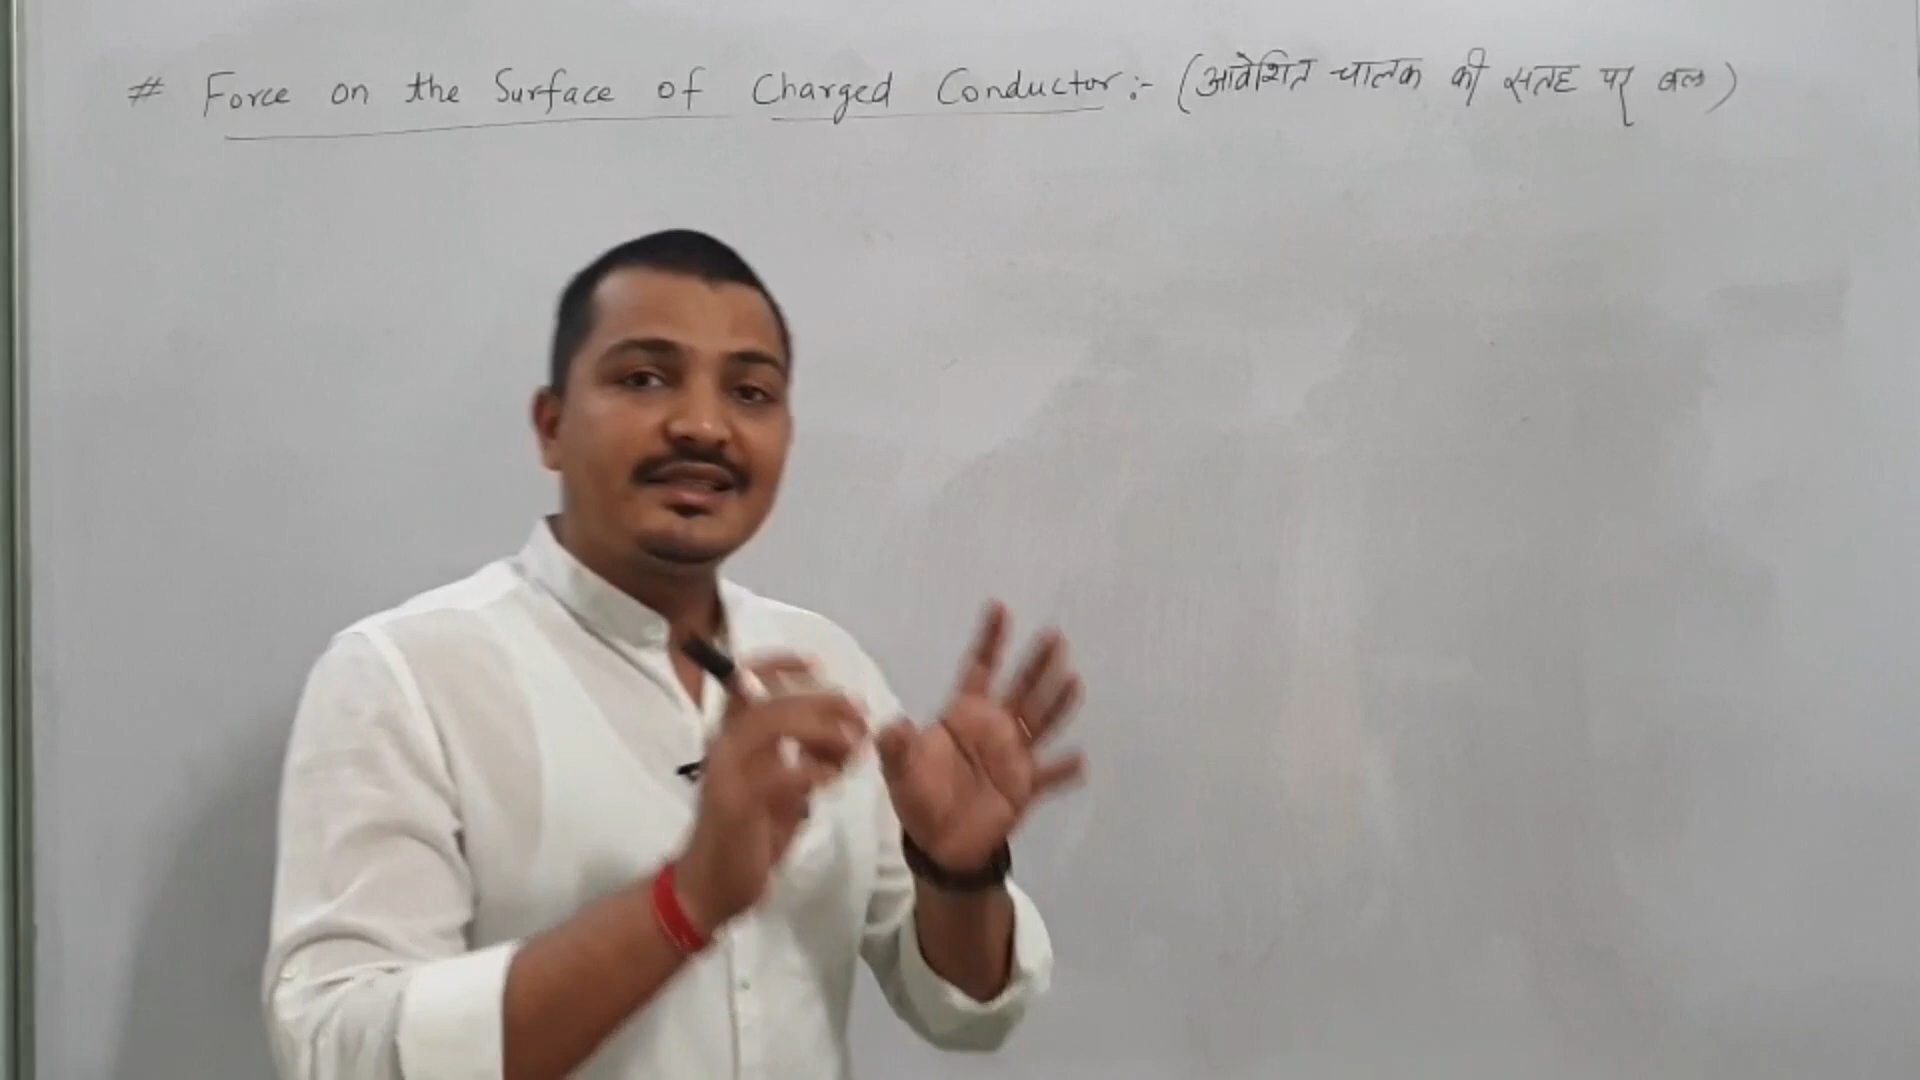 # Force on the Surface of Charged Conductor :- (आवेशित चालक की सतह पर बल)